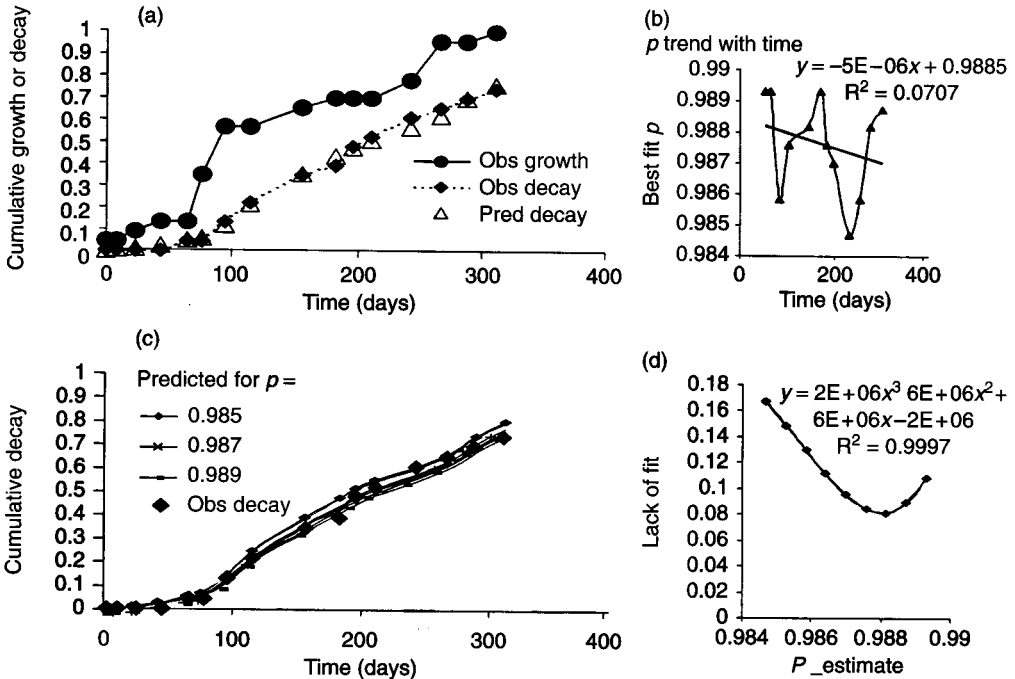 (a)
Cumulative growth or decay
1
0.9
0.8
0.7
0.6
0.5
0.4
0.3
0.2
0.1
0
Obs growth
Obs decay
Pred decay
0 100 200 300 400
Time (days)
(b)
p trend with time
y = –5E–06x + 0.9885
R² = 0.0707
Best fit p
0.99
0.989
0.988
0.987
0.986
0.985
0.984
0 200 400
Time (days)
(c)
Cumulative decay
1
0.9
0.8
0.7
0.6
0.5
0.4
0.3
0.2
0.1
0
Predicted for p =
0.985
0.987
0.989
Obs decay
0 100 200 300 400
Time (days)
(d)
Lack of fit
0.18
0.16
0.14
0.12
0.1
0.08
0.06
0.04
0.02
0
y = 2E+06x³ 6E+06x²+
6E+06x–2E+06
R² = 0.9997
0.984 0.986 0.988 0.99
P_estimate